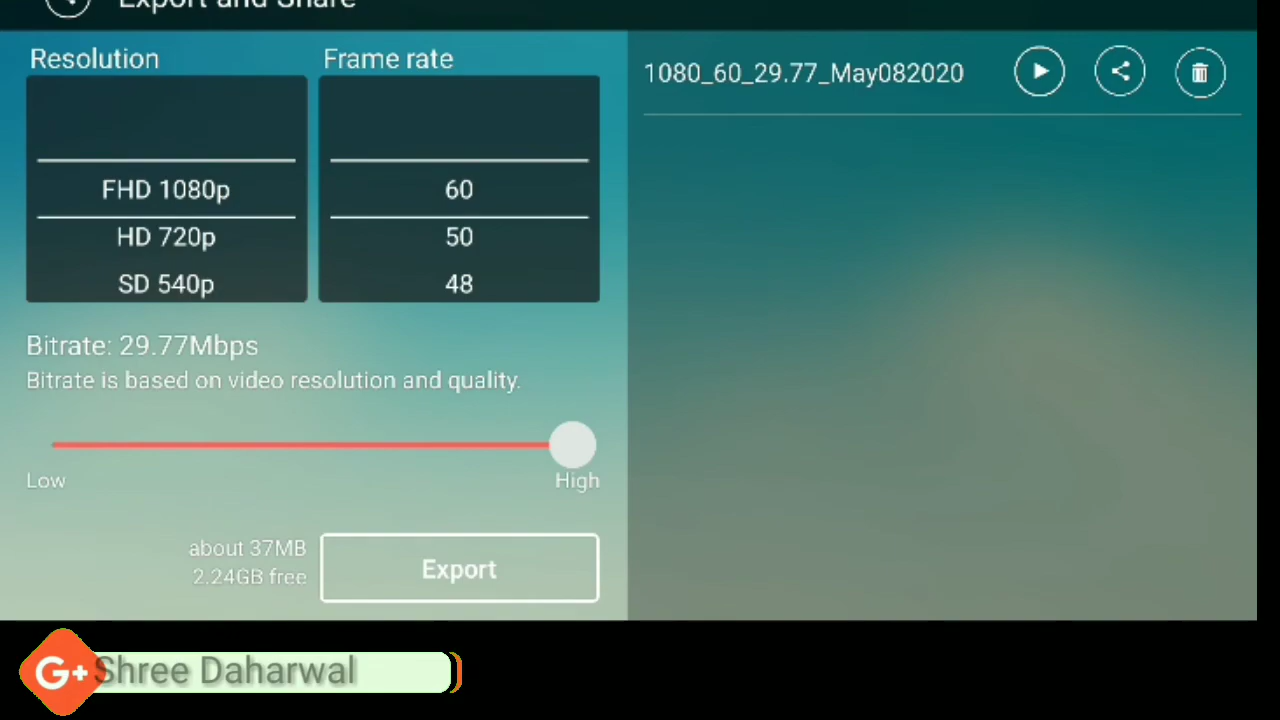 Export and Share
Resolution
Frame rate
FHD 1080p
HD 720p
SD 540p
60
50
48
Bitrate: 29.77Mbps
Bitrate is based on video resolution and quality.
Low
High
about 37MB
2.24GB free
Export
1080_60_29.77_May082020
G+ Shree Daharwal